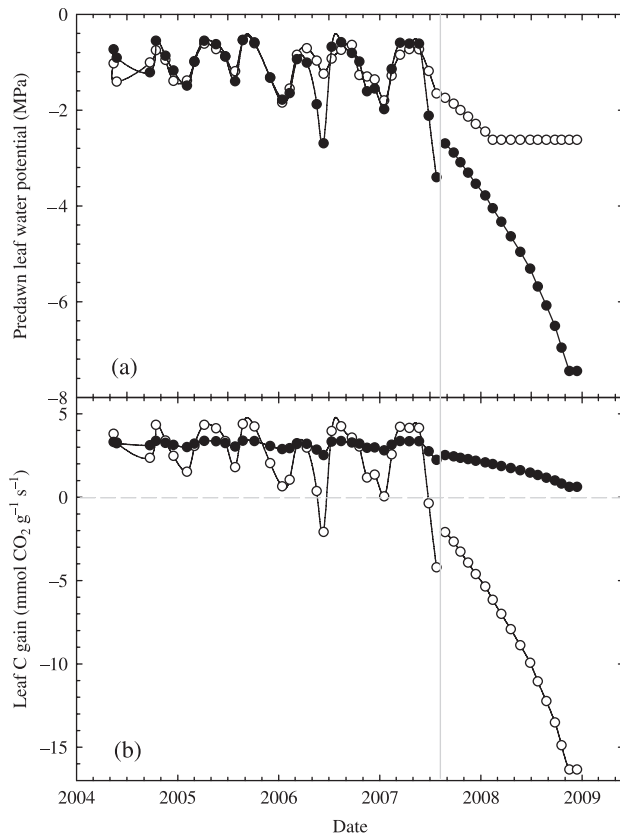 0
−2
−4
−6
−8
Predawn leaf water potential (MPa)
(a)
5
0
−5
−10
−15
Leaf C gain (mmol CO₂ g⁻¹ s⁻¹)
(b)
2004 2005 2006 2007 2008 2009
Date